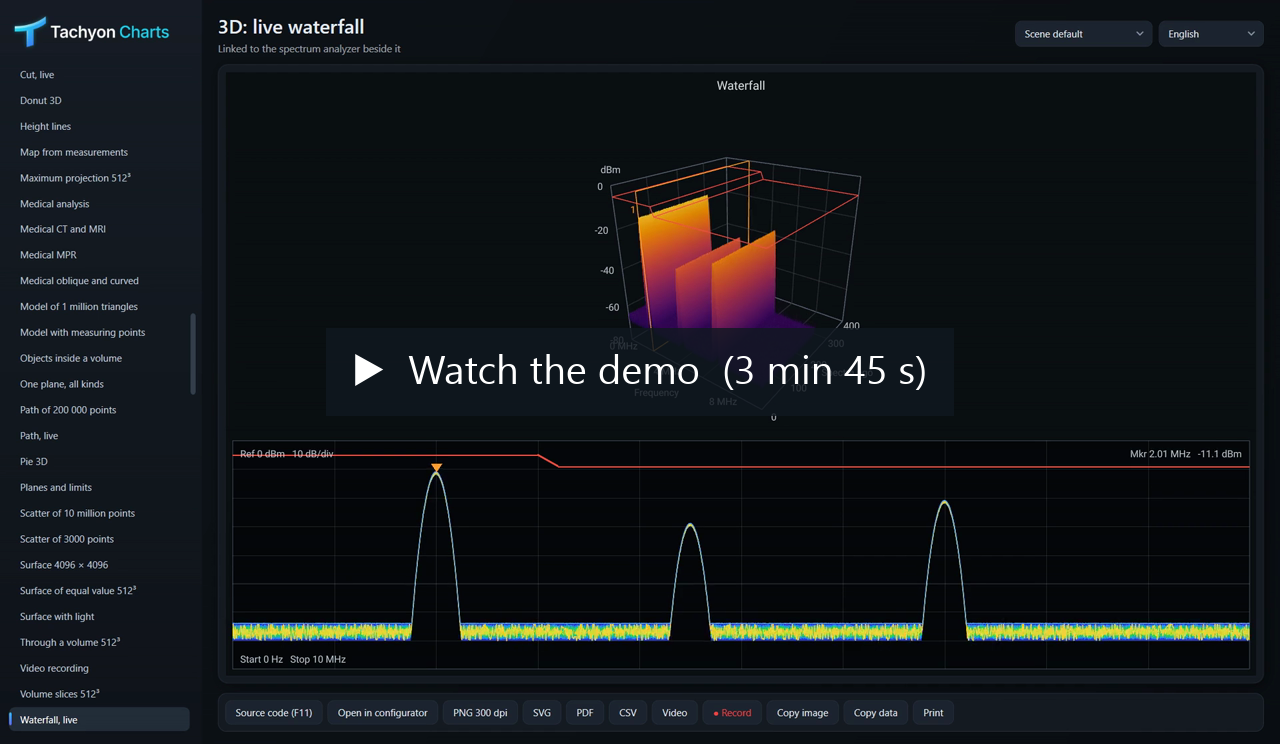 Tachyon Charts
Cut, live
Donut 3D
Height lines
Map from measurements
Maximum projection 512³
Medical analysis
Medical CT and MRI
Medical MPR
Medical oblique and curved
Model of 1 million triangles
Model with measuring points
Objects inside a volume
One plane, all kinds
Path of 200 000 points
Path, live
Pie 3D
Planes and limits
Scatter of 10 million points
Scatter of 3000 points
Surface 4096 × 4096
Surface of equal value 512³
Surface with light
Through a volume 512³
Video recording
Volume slices 512³
Waterfall, live
3D: live waterfall
Linked to the spectrum analyzer beside it
Scene default
English
Waterfall
dBm
0
1
-20
-40
-60
-80
0 MHz
400
300
100
0
Frequency
8 MHz
▶ Watch the demo (3 min 45 s)
Ref 0 dBm 10 dB/div
Mkr 2.01 MHz -11.1 dBm
Start 0 Hz Stop 10 MHz
Source code (F11)
Open in configurator
PNG 300 dpi
SVG
PDF
CSV
Video
● Record
Copy image
Copy data
Print